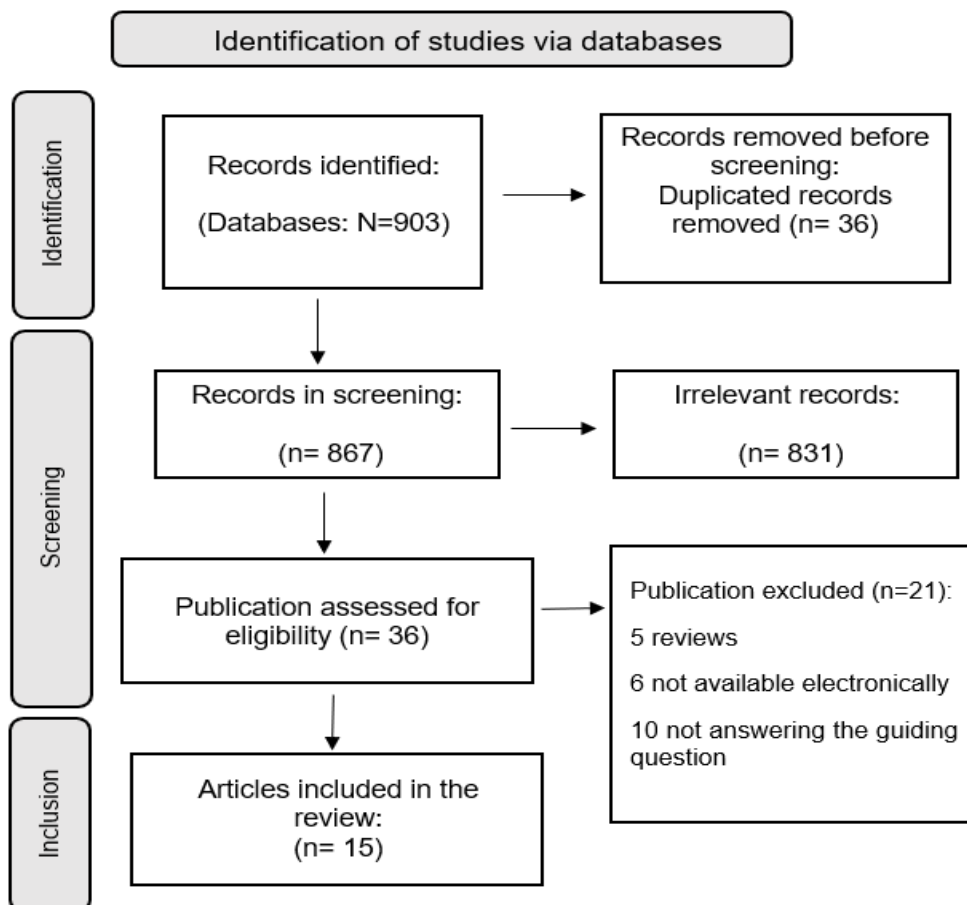 Identification of studies via databases
Identification
Records identified:
(Databases: N=903)
Records removed before
screening:
Duplicated records
removed (n= 36)
Screening
Records in screening:
(n= 867)
Irrelevant records:
(n= 831)
Publication assessed for
eligibility (n= 36)
Publication excluded (n=21):
5 reviews
6 not available electronically
10 not answering the guiding
question
Inclusion
Articles included in the
review:
(n= 15)